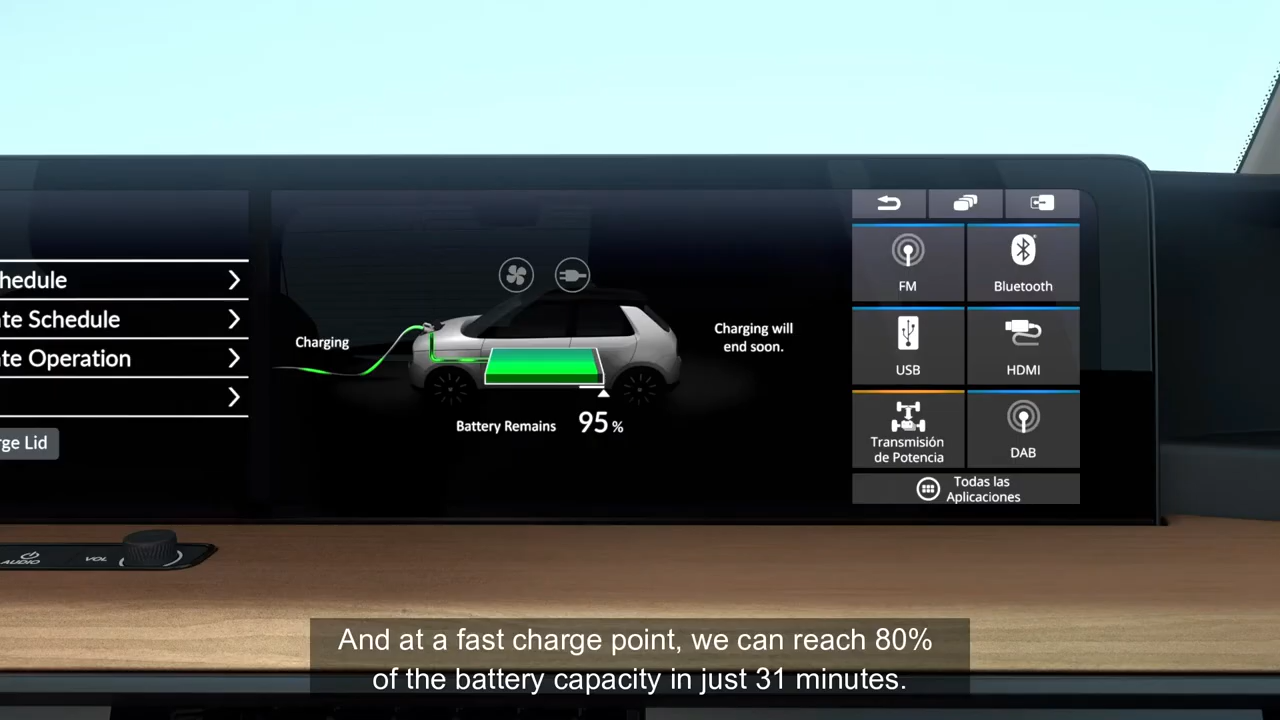 hedule
te Schedule
te Operation
rge Lid
Charging
Charging will
end soon.
Battery Remains 95 %
FM
Bluetooth
USB
HDMI
Transmisión
de Potencia
DAB
Todas las
Aplicaciones
AUDIO
VOL
And at a fast charge point, we can reach 80%
of the battery capacity in just 31 minutes.